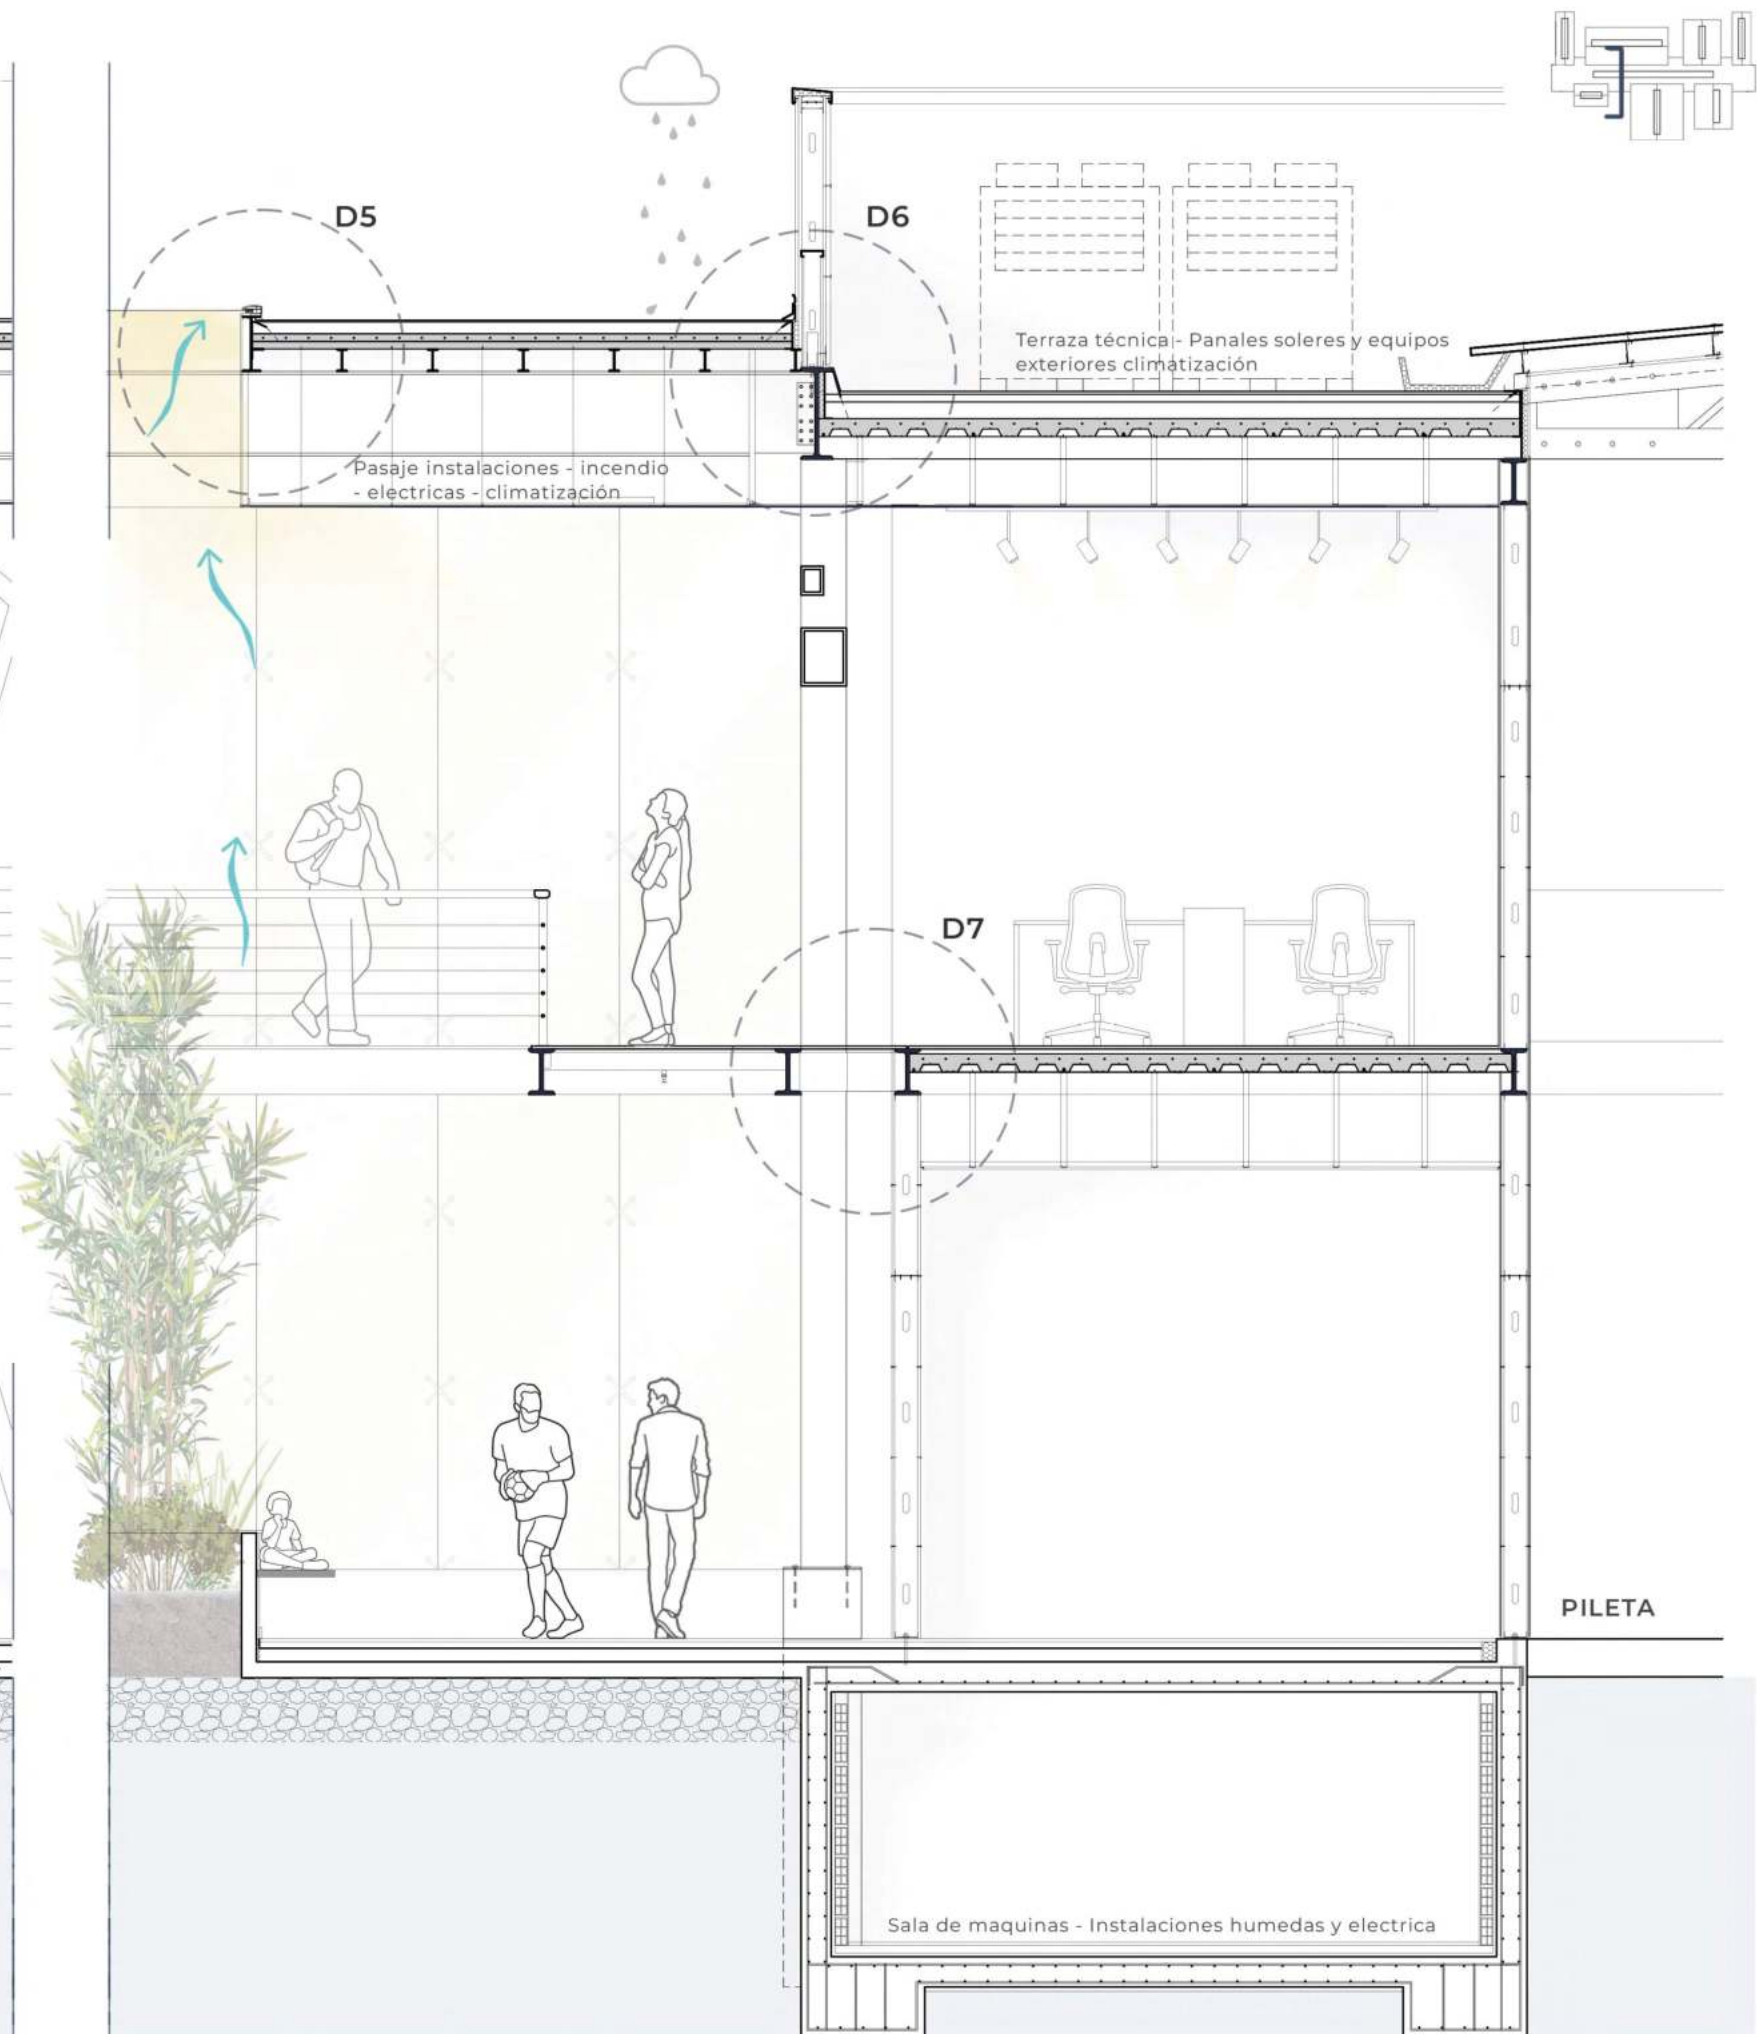 D5
D6
Terraza técnica - Panales soleres y equipos
exteriores climatización
Pasaje instalaciones - incendio
- electricas - climatización
D7
PILETA
Sala de maquinas - Instalaciones humedas y electrica